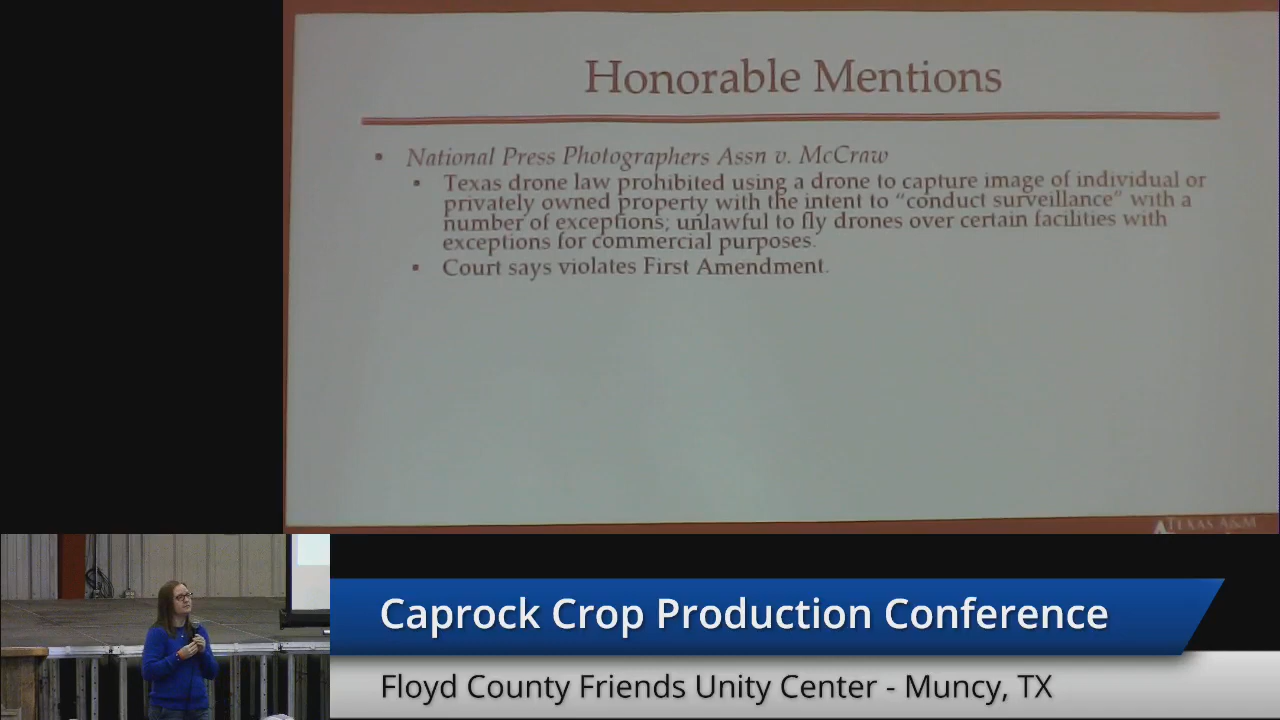 Honorable Mentions
▪ National Press Photographers Assn v. McCraw
▪ Texas drone law prohibited using a drone to capture image of individual or
privately owned property with the intent to “conduct surveillance” with a
number of exceptions; unlawful to fly drones over certain facilities with
exceptions for commercial purposes.
▪ Court says violates First Amendment.
TEXAS A&M
Caprock Crop Production Conference
Floyd County Friends Unity Center - Muncy, TX